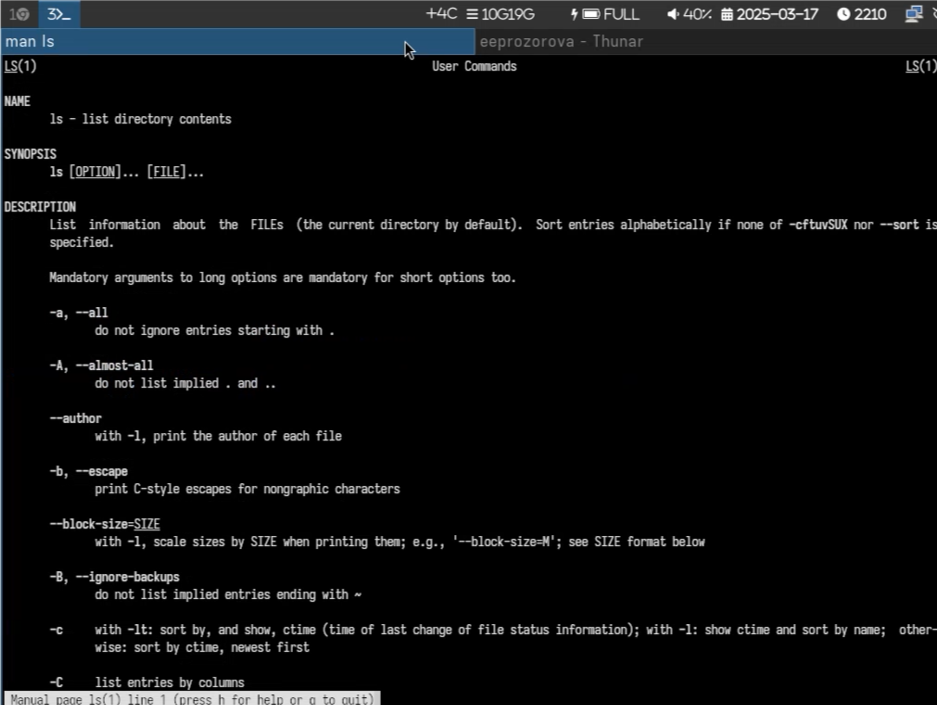 1 3 +4C 10G19G FULL 40% 2025-03-17 2210
man ls eeprozorova - Thunar
LS(1) User Commands LS(1)
NAME
ls - list directory contents
SYNOPSIS
ls [OPTION]... [FILE]...
DESCRIPTION
List information about the FILEs (the current directory by default). Sort entries alphabetically if none of -cftuvSUX nor --sort is
specified.
Mandatory arguments to long options are mandatory for short options too.
-a, --all
do not ignore entries starting with .
-A, --almost-all
do not list implied . and ..
--author
with -l, print the author of each file
-b, --escape
print C-style escapes for nongraphic characters
--block-size=SIZE
with -l, scale sizes by SIZE when printing them; e.g., '--block-size=M'; see SIZE format below
-B, --ignore-backups
do not list implied entries ending with ~
-c with -lt: sort by, and show, ctime (time of last change of file status information); with -l: show ctime and sort by name; other-
wise: sort by ctime, newest first
-C list entries by columns
Manual page ls(1) line 1 (press h for help or q to quit)